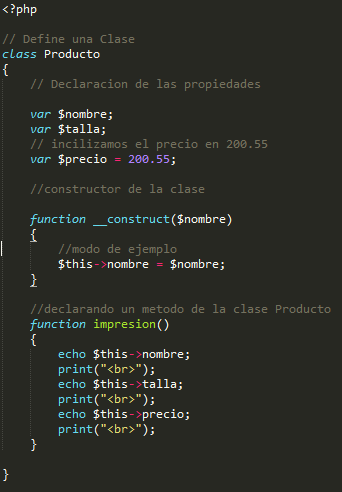 <?php
// Define una Clase
class Producto
{
// Declaracion de las propiedades
var $nombre;
var $talla;
// incilizamos el precio en 200.55
var $precio = 200.55;
//constructor de la clase
function __construct($nombre)
{
//modo de ejemplo
$this->nombre = $nombre;
}
//declarando un metodo de la clase Producto
function impresion()
{
echo $this->nombre;
print("<br>");
echo $this->talla;
print("<br>");
echo $this->precio;
print("<br>");
}
}